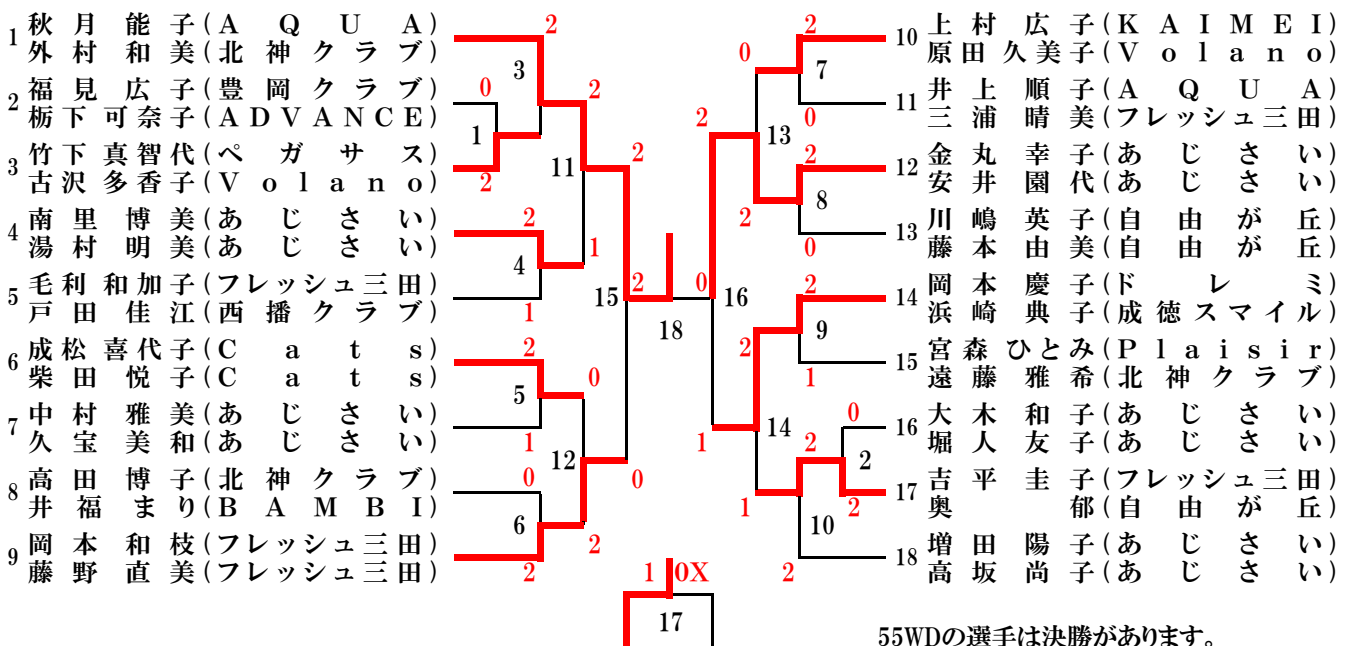 1 秋月能子(AQUA)
外村和美(北神クラブ)
2 福見広子(豊岡クラブ)
栃下可奈子(ADVANCE)
3 竹下真智代(ペガサス)
古沢多香子(Volano)
4 南里博美(あじさい)
湯村明美(あじさい)
5 毛利和加子(フレッシュ三田)
戸田佳江(西播クラブ)
6 成松喜代子(Cats)
柴田悦子(Cats)
7 中村雅美(あじさい)
久宝美和(あじさい)
8 高田博子(北神クラブ)
井福まり(BAMBI)
9 岡本和枝(フレッシュ三田)
藤野直美(フレッシュ三田)
2
3
0
2
1
2
11
2
2
4
1
1
15
2
2
5
0
1
12
0
0
6
2
2
18
1 0X
17
2
0
7
2
13
0
2
8
2
0
0
16
2
9
2
1
1
14
0
2
2
1
10
2
2
10 上村広子(KAIMEI)
原田久美子(Volano)
11 井上順子(AQUA)
三浦晴美(フレッシュ三田)
12 金丸幸子(あじさい)
安井園代(あじさい)
13 川嶋英子(自由が丘)
藤本由美(自由が丘)
14 岡本慶子(ドレミ)
浜崎典子(成徳スマイル)
15 宮森ひとみ(Plaisir)
遠藤雅希(北神クラブ)
16 大木和子(あじさい)
堀人友子(あじさい)
17 吉平圭子(フレッシュ三田)
奥郁(自由が丘)
18 増田陽子(あじさい)
高坂尚子(あじさい)
55WDの選手は決勝があります。